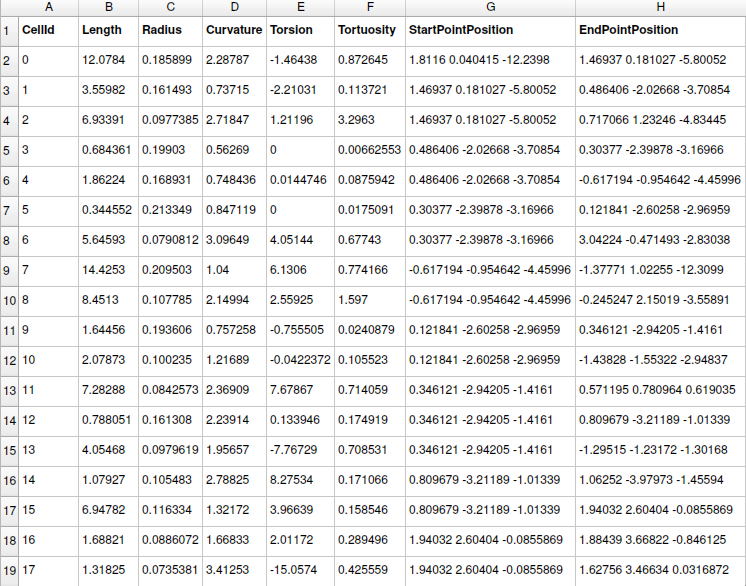 A B C D E F G H
1 CellId Length Radius Curvature Torsion Tortuosity StartPointPosition EndPointPosition
2 0 12.0784 0.185899 2.28787 -1.46438 0.872645 1.8116 0.040415 -12.2398 1.46937 0.181027 -5.80052
3 1 3.55982 0.161493 0.73715 -2.21031 0.113721 1.46937 0.181027 -5.80052 0.486406 -2.02668 -3.70854
4 2 6.93391 0.0977385 2.71847 1.21196 3.2963 1.46937 0.181027 -5.80052 0.717066 1.23246 -4.83445
5 3 0.684361 0.19903 0.56269 0 0.00662553 0.486406 -2.02668 -3.70854 0.30377 -2.39878 -3.16966
6 4 1.86224 0.168931 0.748436 0.0144746 0.0875942 0.486406 -2.02668 -3.70854 -0.617194 -0.954642 -4.45996
7 5 0.344552 0.213349 0.847119 0 0.0175091 0.30377 -2.39878 -3.16966 0.121841 -2.60258 -2.96959
8 6 5.64593 0.0790812 3.09649 4.05144 0.67743 0.30377 -2.39878 -3.16966 3.04224 -0.471493 -2.83038
9 7 14.4253 0.209503 1.04 6.1306 0.774166 -0.617194 -0.954642 -4.45996 -1.37771 1.02255 -12.3099
10 8 8.4513 0.107785 2.14994 2.55925 1.597 -0.617194 -0.954642 -4.45996 -0.245247 2.15019 -3.55891
11 9 1.64456 0.193606 0.757258 -0.755505 0.0240879 0.121841 -2.60258 -2.96959 0.346121 -2.94205 -1.4161
12 10 2.07873 0.100235 1.21689 -0.0422372 0.105523 0.121841 -2.60258 -2.96959 -1.43828 -1.55322 -2.94837
13 11 7.28288 0.0842573 2.36909 7.67867 0.714059 0.346121 -2.94205 -1.4161 0.571195 0.780964 0.619035
14 12 0.788051 0.161308 2.23914 0.133946 0.174919 0.346121 -2.94205 -1.4161 0.809679 -3.21189 -1.01339
15 13 4.05468 0.0979619 1.95657 -7.76729 0.708531 0.346121 -2.94205 -1.4161 -1.29515 -1.23172 -1.30168
16 14 1.07927 0.105483 2.78825 8.27534 0.171066 0.809679 -3.21189 -1.01339 1.06252 -3.97973 -1.45594
17 15 6.94782 0.116334 1.32172 3.96639 0.158546 0.809679 -3.21189 -1.01339 1.94032 2.60404 -0.0855869
18 16 1.68821 0.0886072 1.66833 2.01172 0.289496 1.94032 2.60404 -0.0855869 1.88439 3.66822 -0.846125
19 17 1.31825 0.0735381 3.41253 -15.0574 0.425559 1.94032 2.60404 -0.0855869 1.62756 3.46634 0.0316872